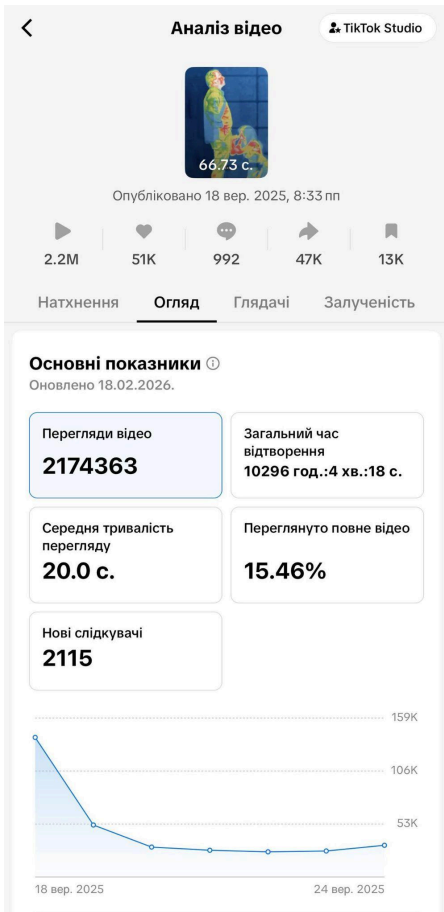 Аналіз відео
TikTok Studio
66.73 с.
Опубліковано 18 вер. 2025, 8:33 пп
2.2M 51K 992 47K 13K
Натхнення Огляд Глядачі Залученість
Основні показники
Оновлено 18.02.2026.
Перегляди відео
2174363
Загальний час
відтворення
10296 год.:4 хв.:18 с.
Середня тривалість
перегляду
20.0 с.
Переглянуто повне відео
15.46%
Нові слідкувачі
2115
159K
106K
53K
18 вер. 2025 24 вер. 2025